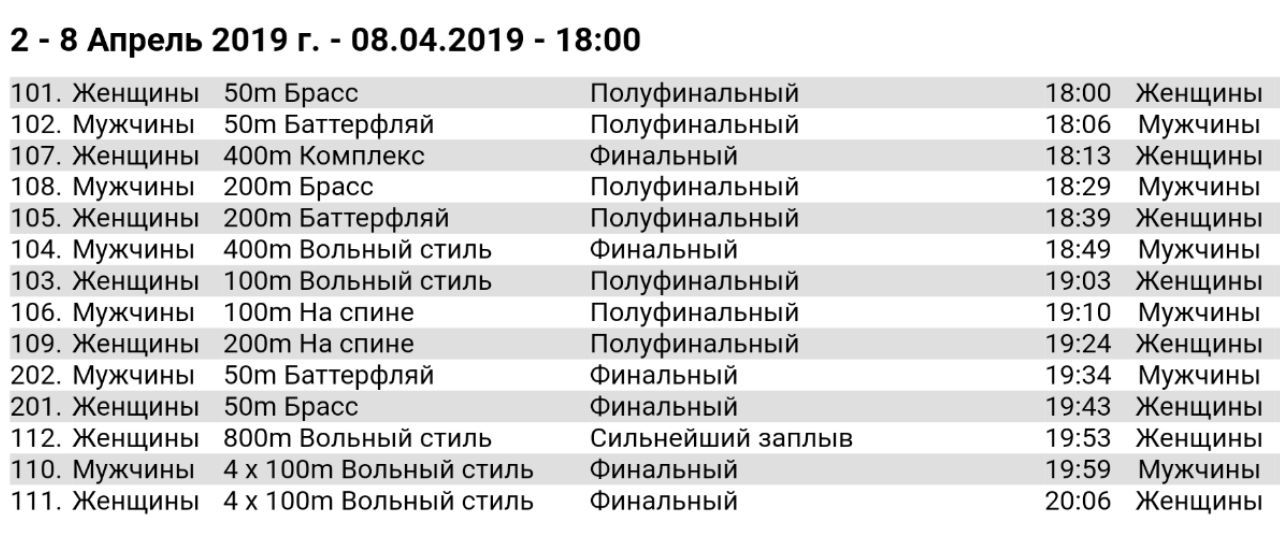 2 - 8 Апрель 2019 г. - 08.04.2019 - 18:00
101. Женщины 50m Брасс Полуфинальный 18:00 Женщины
102. Мужчины 50m Баттерфляй Полуфинальный 18:06 Мужчины
107. Женщины 400m Комплекс Финальный 18:13 Женщины
108. Мужчины 200m Брасс Полуфинальный 18:29 Мужчины
105. Женщины 200m Баттерфляй Полуфинальный 18:39 Женщины
104. Мужчины 400m Вольный стиль Финальный 18:49 Мужчины
103. Женщины 100m Вольный стиль Полуфинальный 19:03 Женщины
106. Мужчины 100m На спине Полуфинальный 19:10 Мужчины
109. Женщины 200m На спине Полуфинальный 19:24 Женщины
202. Мужчины 50m Баттерфляй Финальный 19:34 Мужчины
201. Женщины 50m Брасс Финальный 19:43 Женщины
112. Женщины 800m Вольный стиль Сильнейший заплыв 19:53 Женщины
110. Мужчины 4 x 100m Вольный стиль Финальный 19:59 Мужчины
111. Женщины 4 x 100m Вольный стиль Финальный 20:06 Женщины